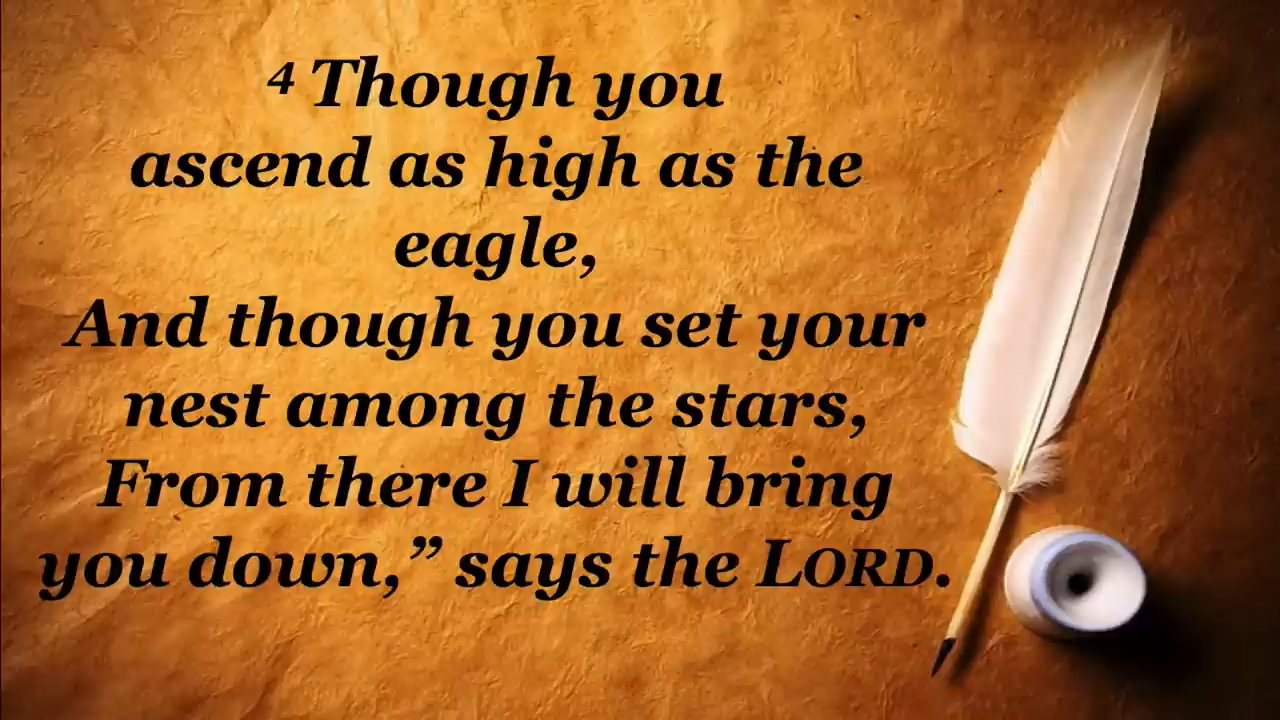 ⁴ Though you
ascend as high as the
eagle,
And though you set your
nest among the stars,
From there I will bring
you down,” says the LORD.